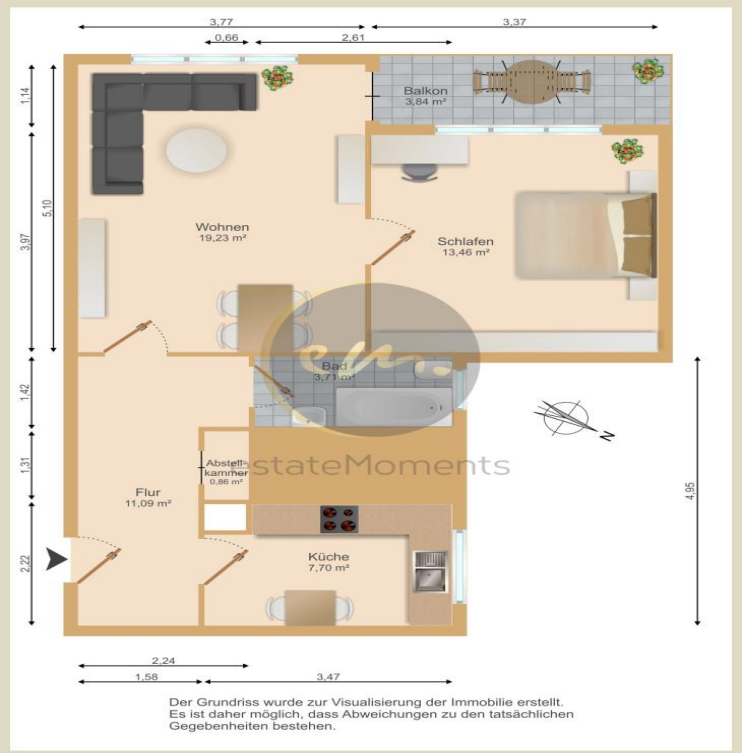 3,77
3,37
0,66
2,61
1,14
5,10
3,97
Balkon
3,84 m²
Wohnen
19,23 m²
Schlafen
13,46 m²
em..
Bad
3,71 m²
1,42
1,31
2,22
4,95
N
estateMoments
Abstell-
kammer
0,86 m²
Flur
11,09 m²
Küche
7,70 m²
2,24
1,58
3,47
Der Grundriss wurde zur Visualisierung der Immobilie erstellt.
Es ist daher möglich, dass Abweichungen zu den tatsächlichen
Gegebenheiten bestehen.